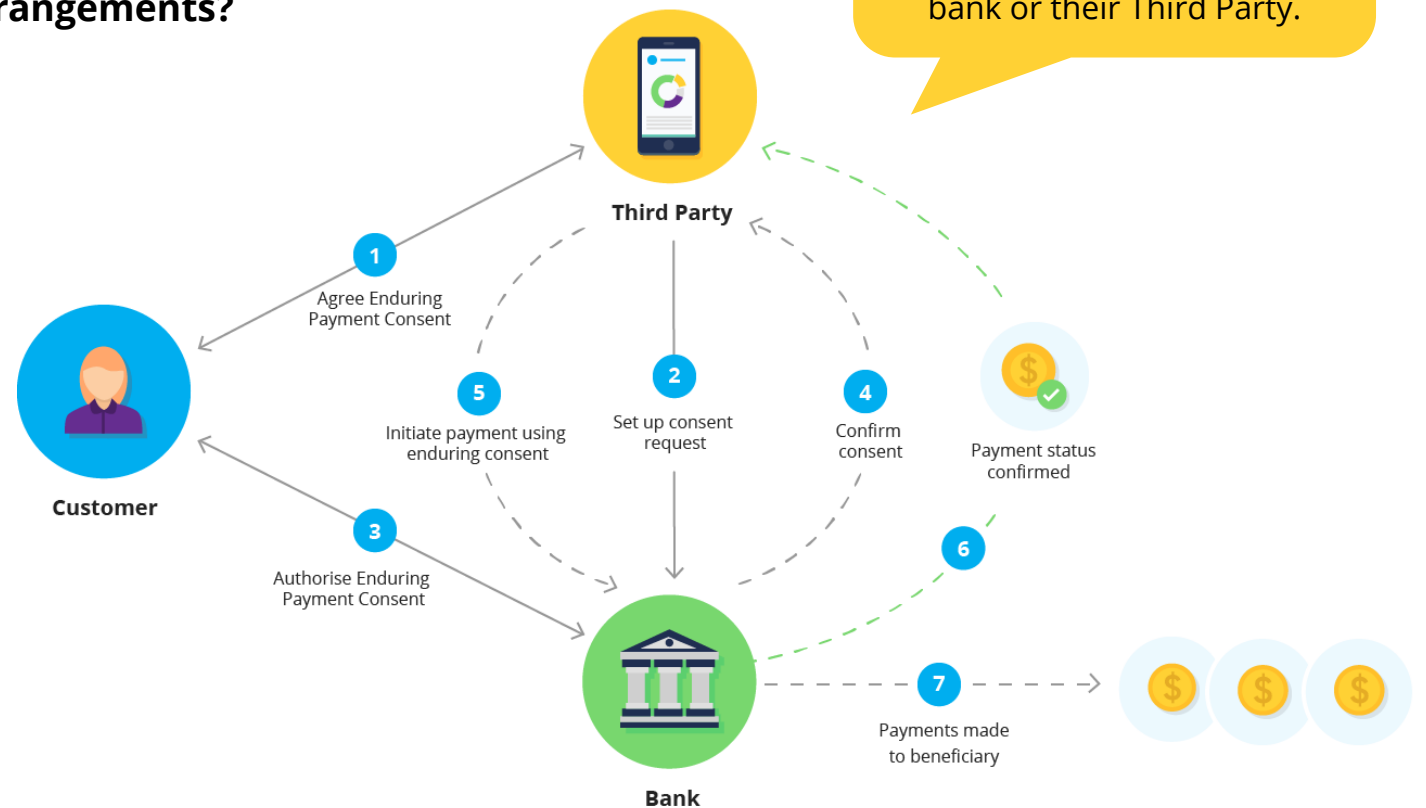 rangements?
bank or their Third Party.
Third Party
1
Agree Enduring
Payment Consent
5
Initiate payment using
enduring consent
2
Set up consent
request
4
Confirm
consent
$
Payment status
confirmed
Customer
3
Authorise Enduring
Payment Consent
6
Bank
7
Payments made
to beneficiary
$ $ $